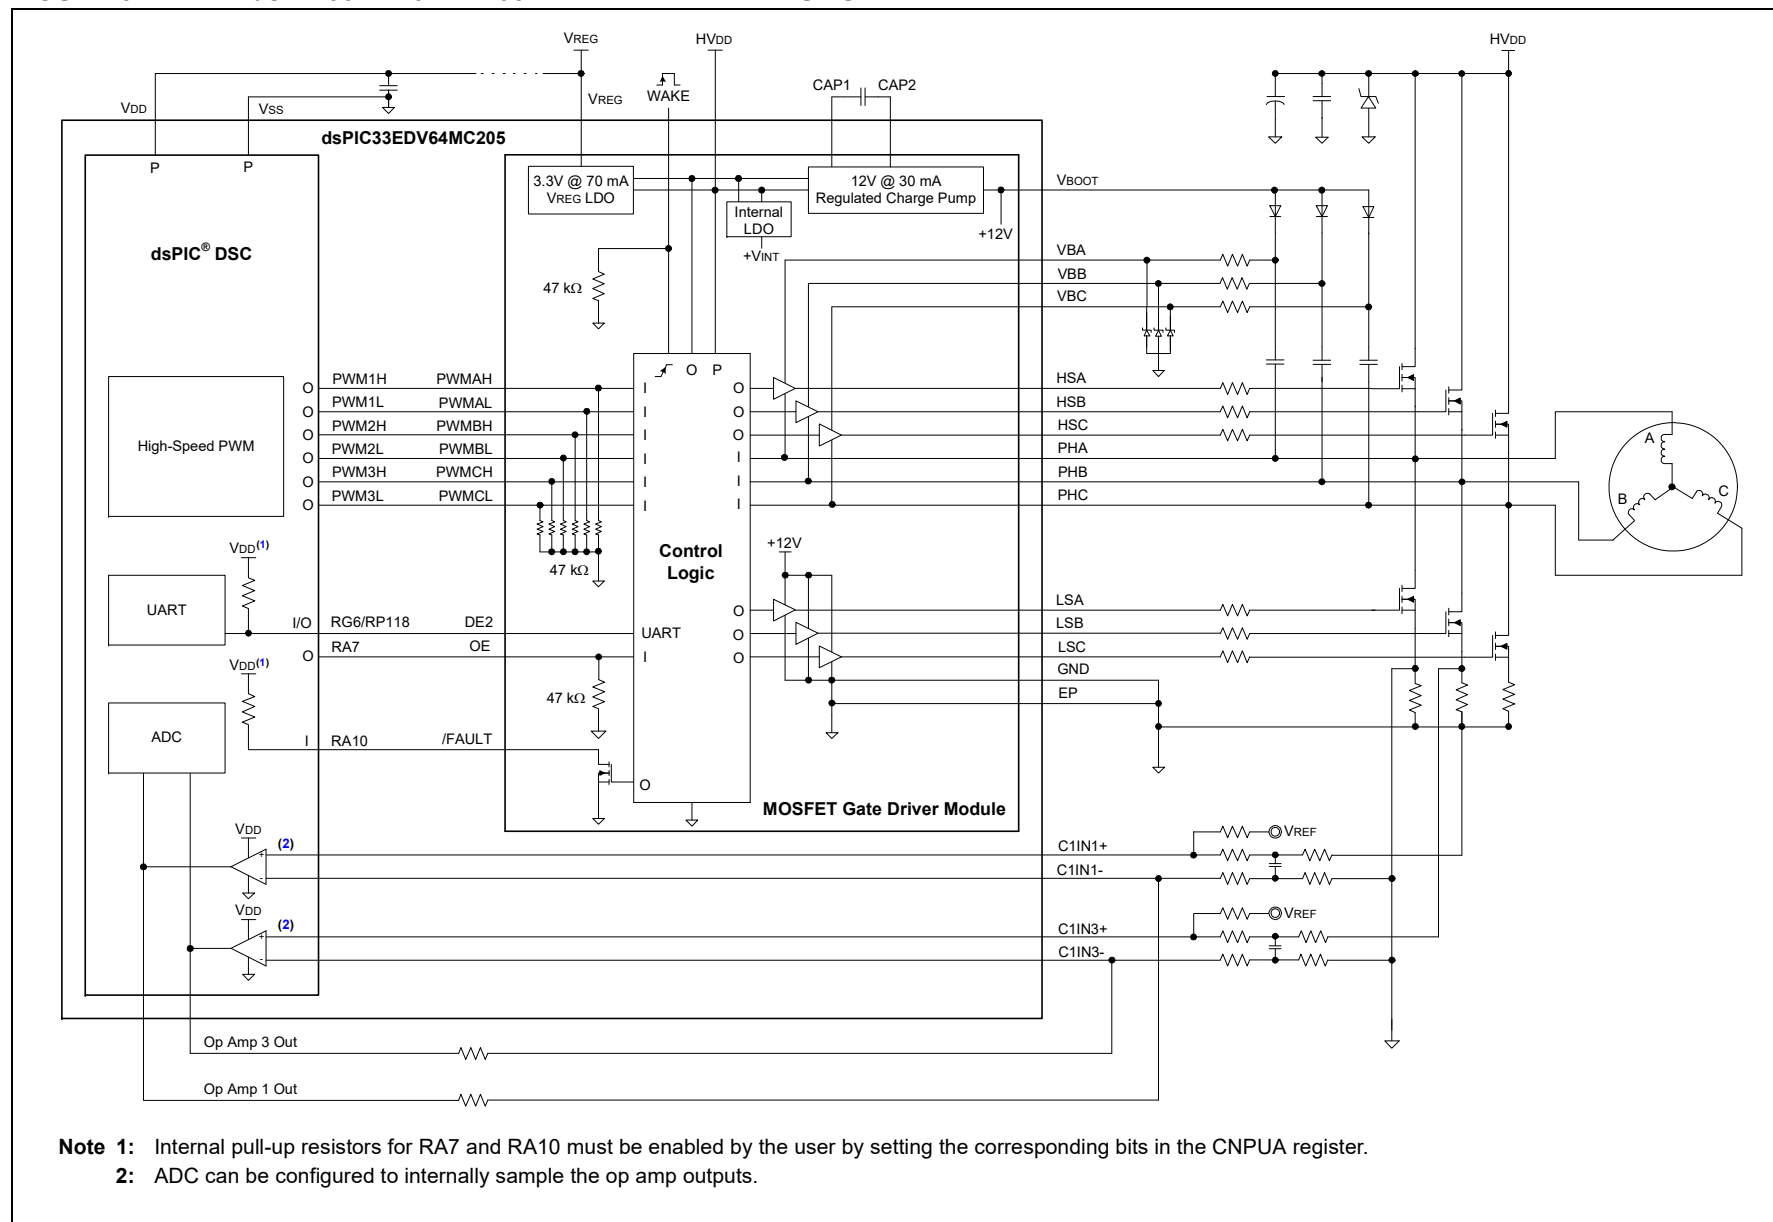 VREG
HVDD
HVDD
WAKE
VREG
CAP1
CAP2
VDD
VSS
dsPIC33EDV64MC205
P
P
3.3V @ 70 mA
VREG LDO
12V @ 30 mA
Regulated Charge Pump
Internal
LDO
+VINT
+12V
VBOOT
dsPIC® DSC
47 kΩ
VBA
VBB
VBC
O
P
High-Speed PWM
O
PWM1H
PWMAH
I
O
HSA
O
PWM1L
PWMAL
I
O
HSB
O
PWM2H
PWMBH
I
O
HSC
O
PWM2L
PWMBL
I
I
PHA
O
PWM3H
PWMCH
I
I
PHB
O
PWM3L
PWMCL
I
I
PHC
A
B
C
47 kΩ
Control
Logic
+12V
VDD(1)
UART
O
LSA
I/O
RG6/RP118
DE2
UART
O
LSB
O
RA7
OE
I
O
LSC
VDD(1)
GND
47 kΩ
EP
ADC
I
RA10
/FAULT
O
MOSFET Gate Driver Module
VDD
(2)
+
-
C1IN1+
C1IN1-
VREF
VDD
(2)
+
-
C1IN3+
C1IN3-
VREF
Op Amp 3 Out
Op Amp 1 Out
Note 1: Internal pull-up resistors for RA7 and RA10 must be enabled by the user by setting the corresponding bits in the CNPUA register.
2: ADC can be configured to internally sample the op amp outputs.